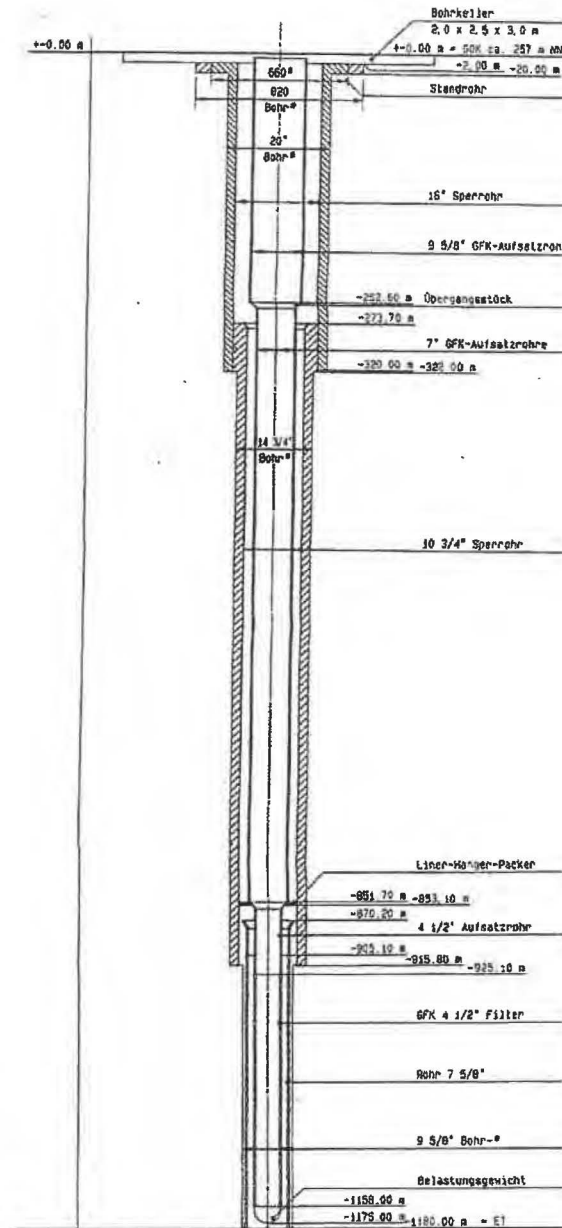 Bohrkeller
2,0 x 2,5 x 3,0 m
+-0.00 m
+-0.00 m = GOK ca. 257 m NN
-2,00 m -20.00 m
660ø
Standrohr
820
Bohr*
20"
Bohr*
16" Sperrohr
9 5/8" GFK-Aufsatzroh
-252.60 m Übergangsstück
-273.70 m
7" GFK-Aufsatzrohre
-320.00 m -322.00 m
14 3/4"
Bohr*
10 3/4" Sperrohr
Liner-Hanger-Packer
-851.70 m -853.10 m
-870.20 m
4 1/2" Aufsatzrohr
-905.10 m
-915.80 m
-925.10 m
GFK 4 1/2" Filter
Rohr 7 5/8"
9 5/8" Bohr-*
Belastungsgewicht
-1158.00 m
-1175.00 m
-1180.00 m = ET